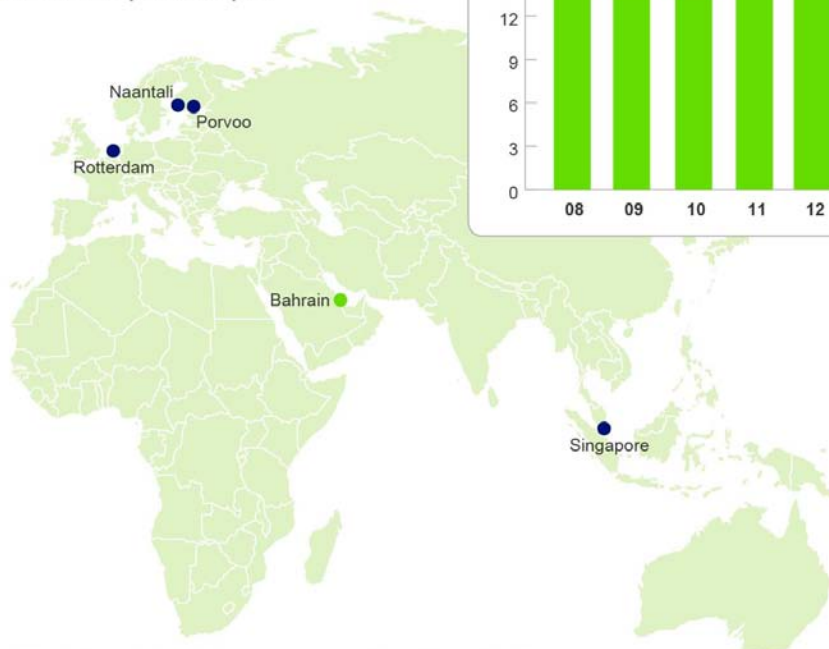 12
9
6
3
0
08 09 10 11 12
Naantali
Porvoo
Rotterdam
Bahrain
Singapore